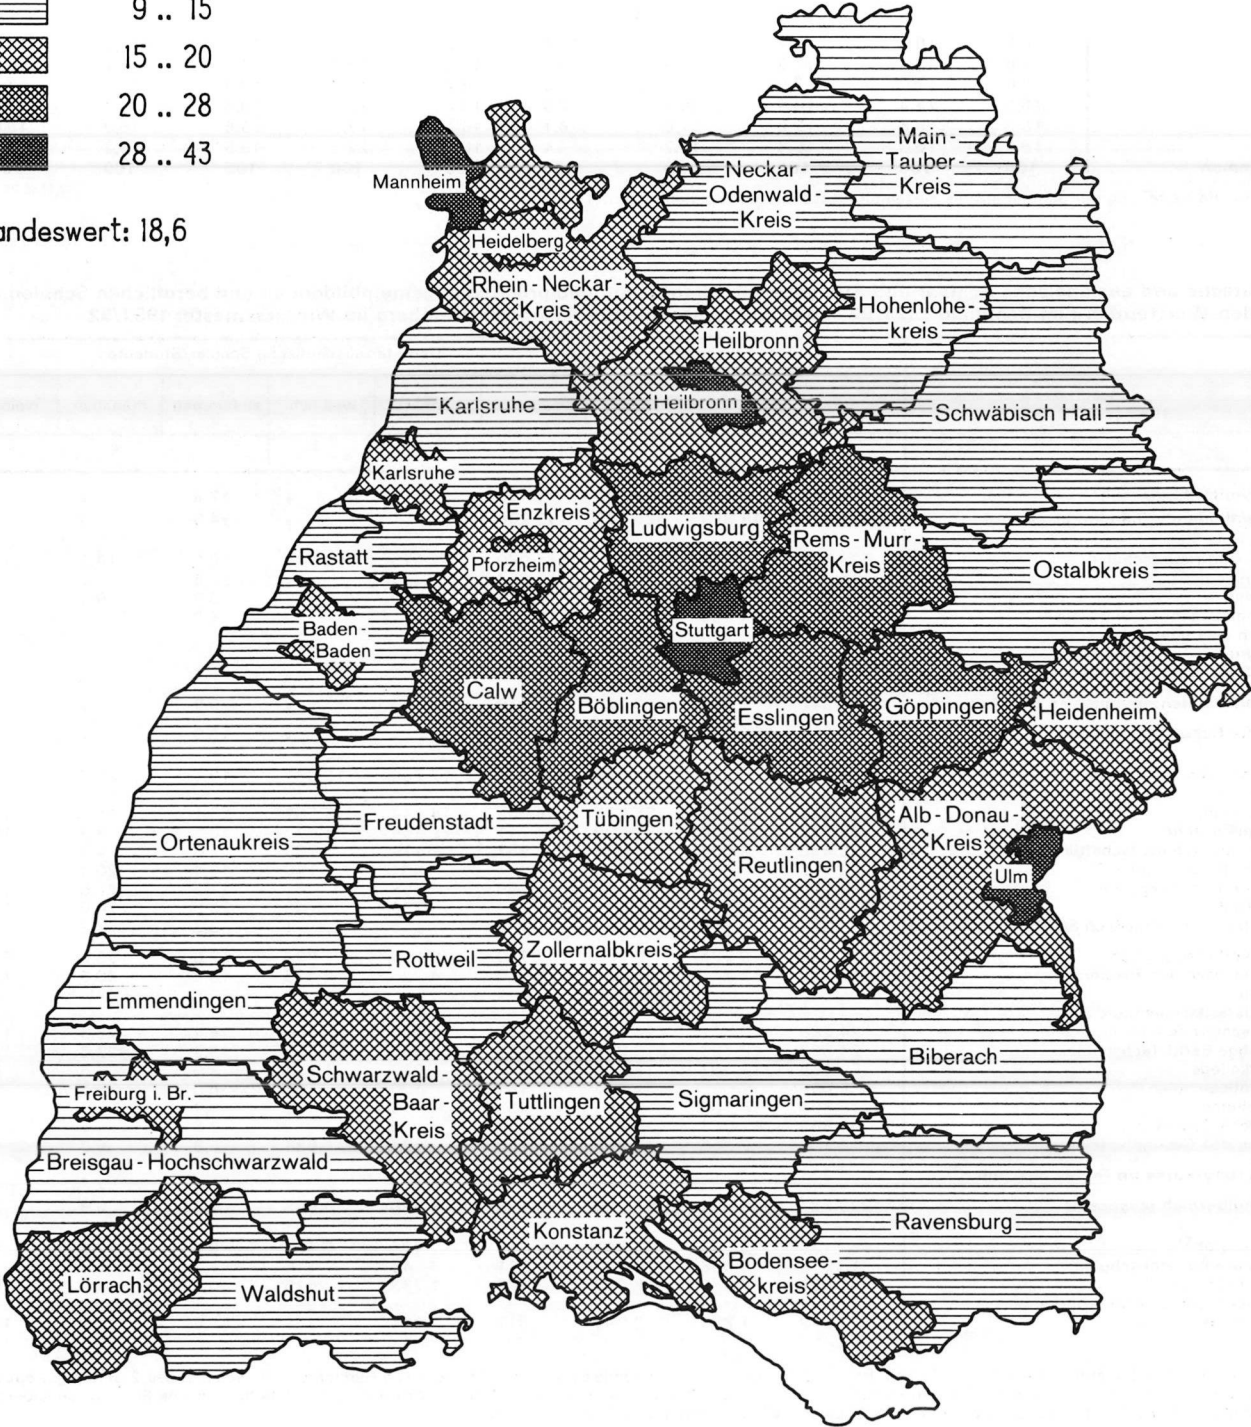 9 .. 15
15 .. 20
20 .. 28
28 .. 43
andeswert: 18,6
Main-
Tauber-
Kreis
Neckar-
Odenwald-
Kreis
Mannheim
Heidelberg
Rhein-Neckar-
Kreis
Hohenlohe
kreis
Heilbronn
Heilbronn
Karlsruhe
Schwäbisch Hall
Karlsruhe
Enzkreis
Ludwigsburg
Rems-Murr-
Kreis
Rastatt
Pforzheim
Ostalbkreis
Baden-
Baden
Stuttgart
Calw
Böblingen
Esslingen
Göppingen
Heidenheim
Freudenstadt
Tübingen
Alb-Donau-
Kreis
Ortenaukreis
Reutlingen
Ulm
Rottweil
Zollernalbkreis
Emmendingen
Biberach
Schwarzwald-
Baar-
Kreis
Freiburg i. Br.
Tuttlingen
Sigmaringen
Breisgau-Hochschwarzwald
Konstanz
Ravensburg
Bodensee-
kreis
Lörrach
Waldshut